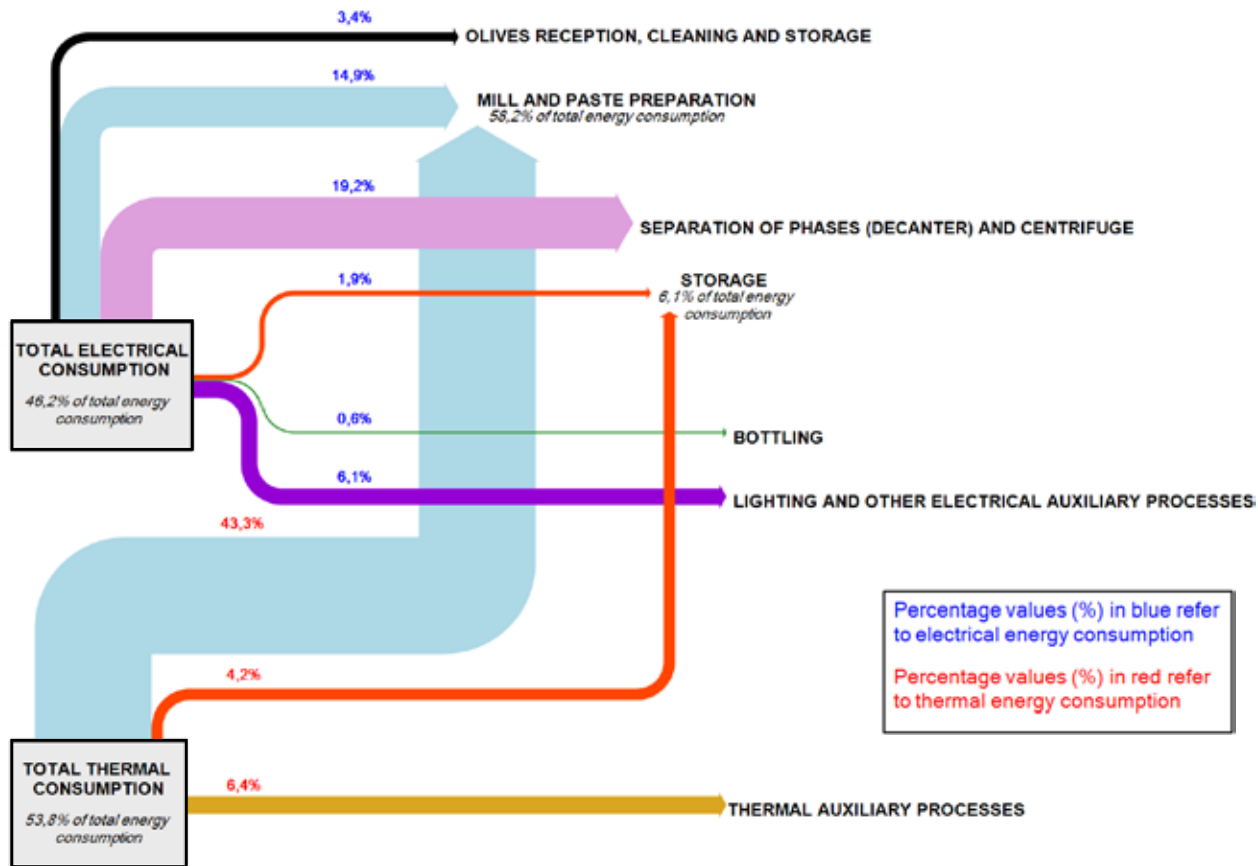 3,4%
OLIVES RECEPTION, CLEANING AND STORAGE
14,9%
MILL AND PASTE PREPARATION
58,2% of total energy consumption
19,2%
SEPARATION OF PHASES (DECANTER) AND CENTRIFUGE
1,9%
STORAGE
6,1% of total energy
consumption
TOTAL ELECTRICAL
CONSUMPTION
46,2% of total energy
consumption
0,6%
BOTTLING
6,1%
LIGHTING AND OTHER ELECTRICAL AUXILIARY PROCESSES
43,3%
Percentage values (%) in blue refer
to electrical energy consumption
Percentage values (%) in red refer
to thermal energy consumption
4,2%
TOTAL THERMAL
CONSUMPTION
53,8% of total energy
consumption
6,4%
THERMAL AUXILIARY PROCESSES